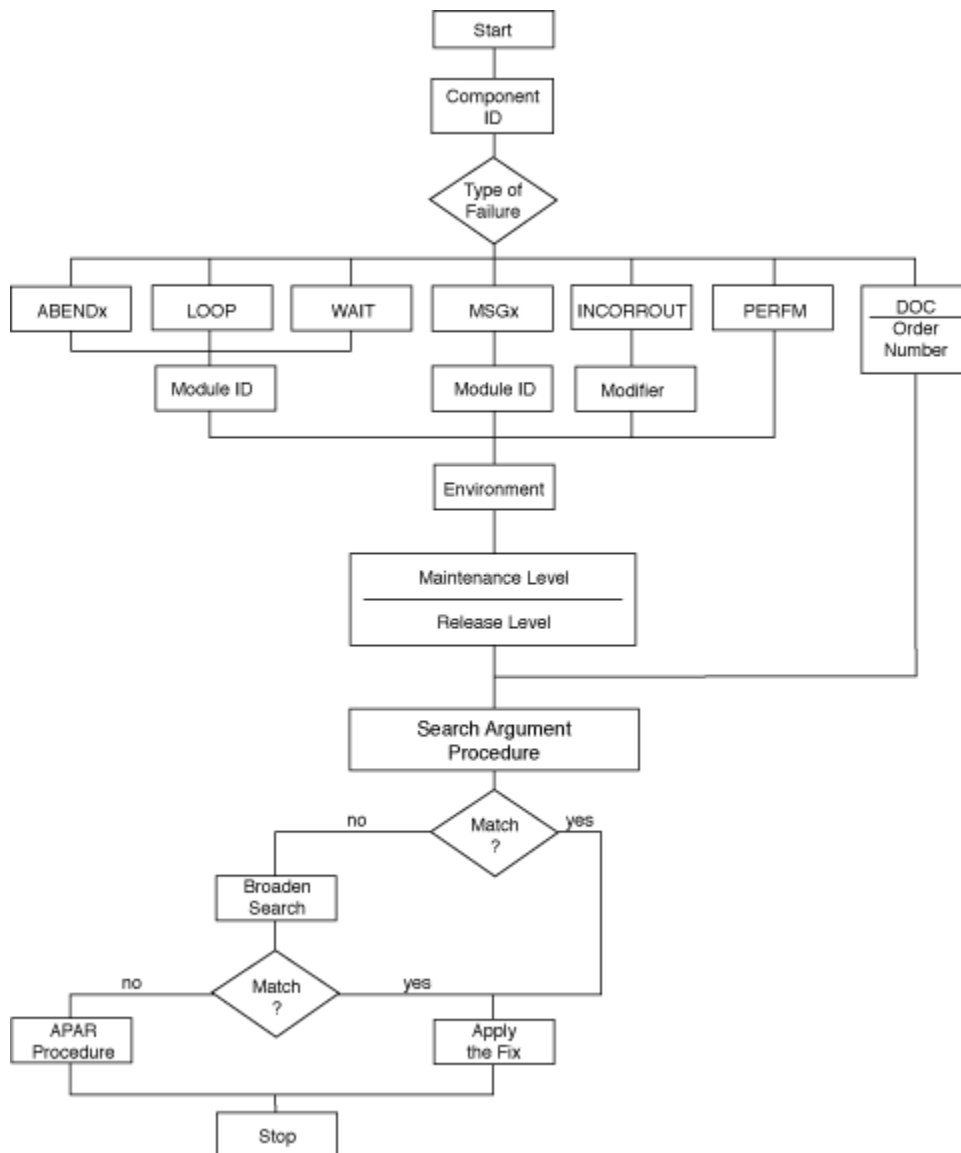 Start
Component
ID
Type of
Failure
ABENDx
LOOP
WAIT
MSGx
INCORROUT
PERFM
DOC
Order
Number
Module ID
Module ID
Modifier
Environment
Maintenance Level
Release Level
Search Argument
Procedure
no
Match
?
yes
Broaden
Search
no
Match
?
yes
APAR
Procedure
Apply
the Fix
Stop